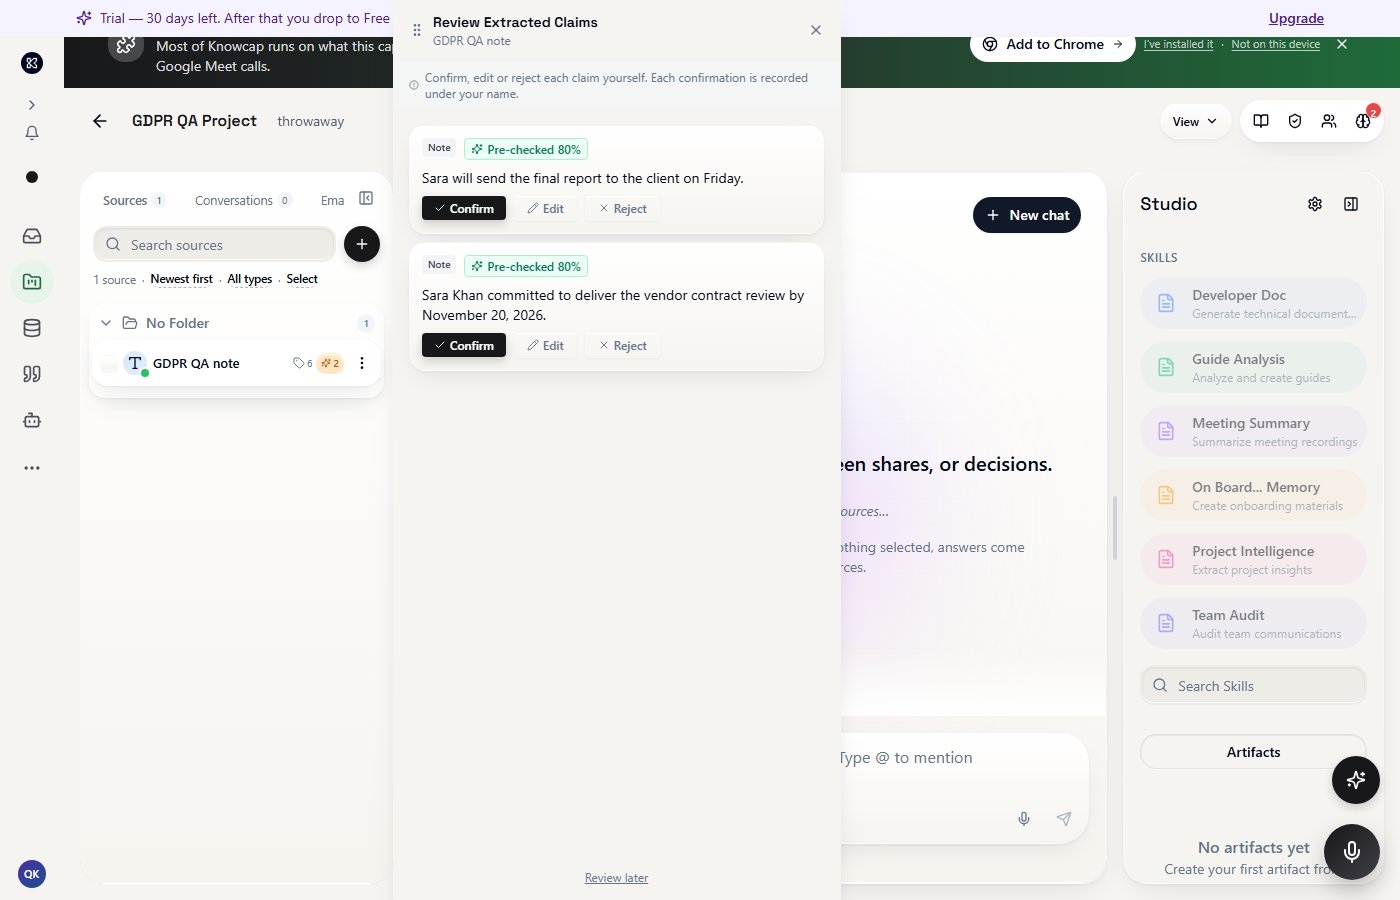 Trial — 30 days left. After that you drop to Free
Upgrade
Most of Knowcap runs on what this cap
Google Meet calls.
Add to Chrome
I've installed it · Not on this device
GDPR QA Project
throwaway
View
2
Sources 1
Conversations 0
Ema
Search sources
1 source · Newest first · All types · Select
No Folder
1
GDPR QA note
6
2
QK
Review Extracted Claims
GDPR QA note
Confirm, edit or reject each claim yourself. Each confirmation is recorded
under your name.
Note
Pre-checked 80%
Sara will send the final report to the client on Friday.
Confirm
Edit
Reject
Note
Pre-checked 80%
Sara Khan committed to deliver the vendor contract review by
November 20, 2026.
Confirm
Edit
Reject
Review later
New chat
een shares, or decisions.
ources...
othing selected, answers come
rces.
Type @ to mention
Studio
SKILLS
Developer Doc
Generate technical document...
Guide Analysis
Analyze and create guides
Meeting Summary
Summarize meeting recordings
On Board... Memory
Create onboarding materials
Project Intelligence
Extract project insights
Team Audit
Audit team communications
Search Skills
Artifacts
No artifacts yet
Create your first artifact fro